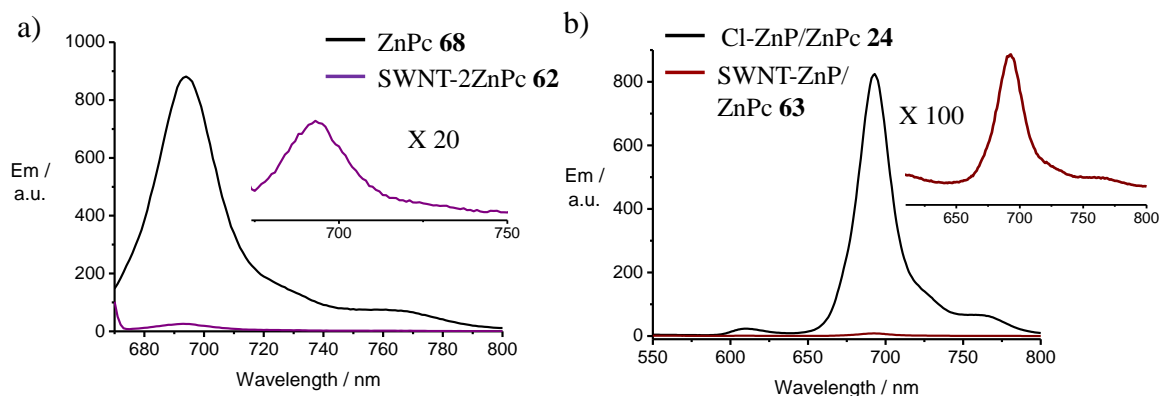 a)
ZnPc 68
SWNT-2ZnPc 62
X 20
1000
800
600
400
200
0
Em /
a.u.
700
750
680
700
720
740
760
780
800
Wavelength / nm
b)
Cl-ZnP/ZnPc 24
SWNT-ZnP/
ZnPc 63
X 100
800
600
400
200
0
Em /
a.u.
650
700
750
800
550
600
650
700
750
800
Wavelength / nm